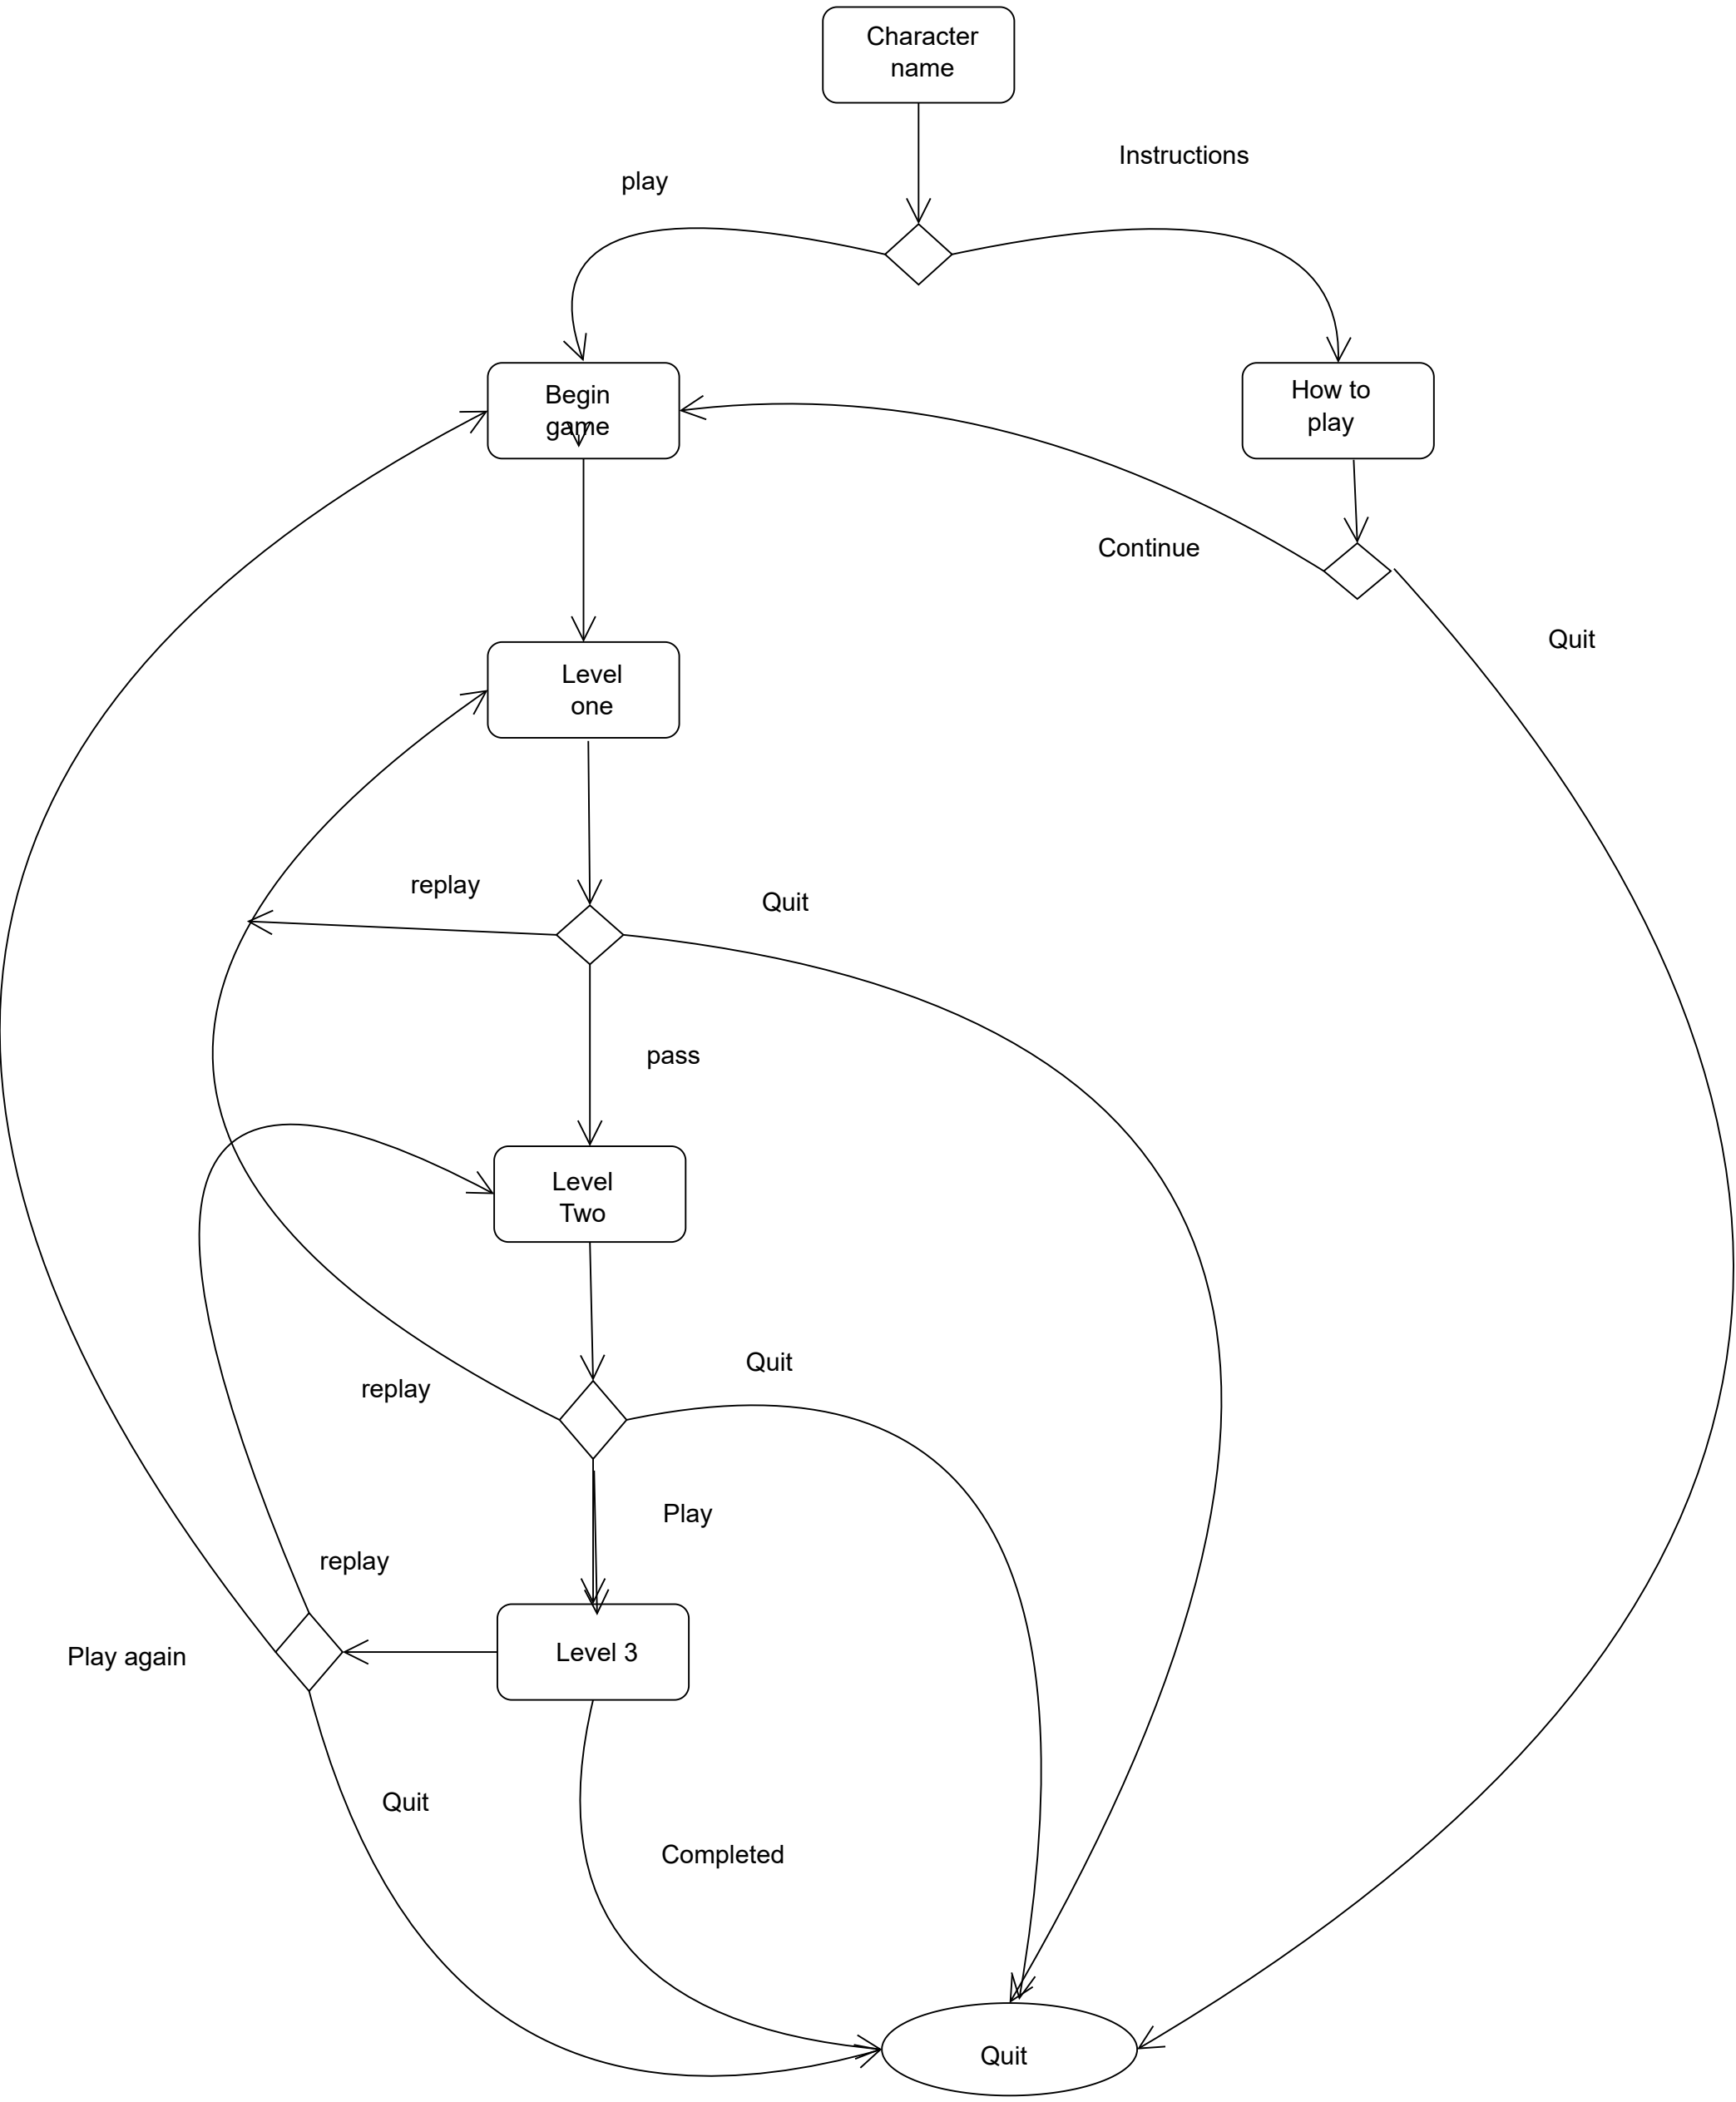 Character
name
Instructions
play
Begin
game
How to
play
Continue
Quit
Level
one
replay
Quit
pass
Level
Two
Quit
replay
Play
replay
Level 3
Play again
Quit
Completed
Quit